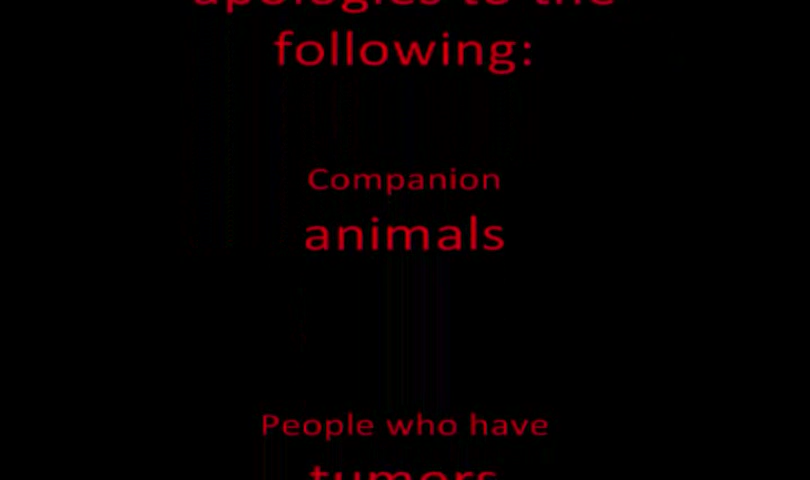 apologies to the
following:
Companion
animals
People who have
tumors